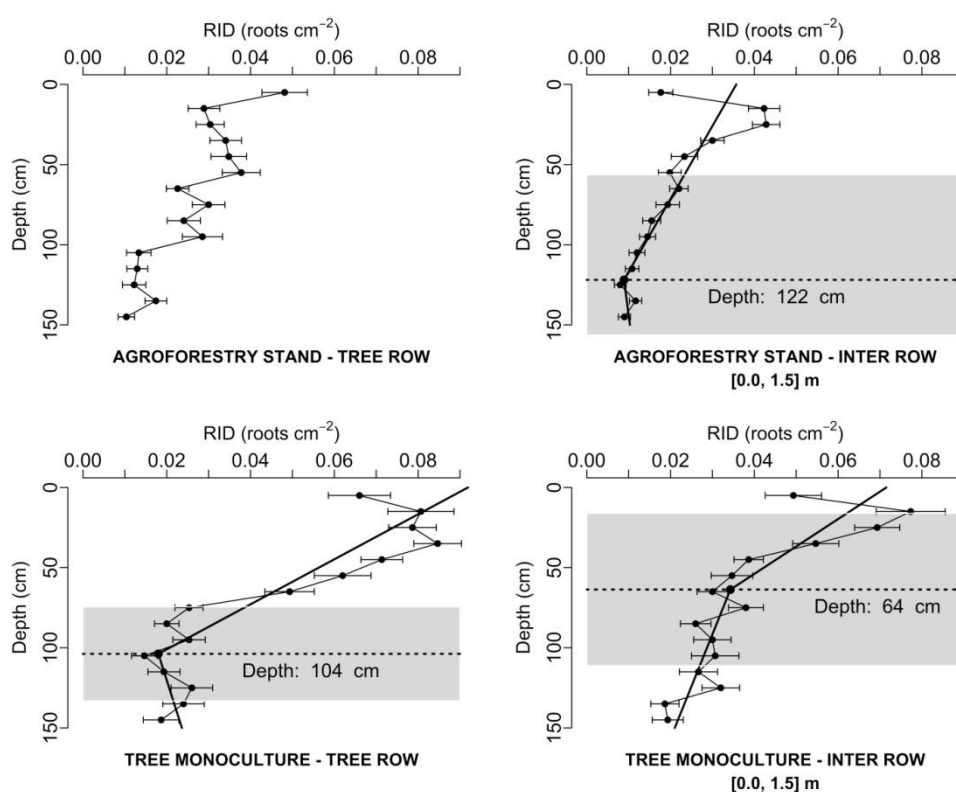 RID (roots cm⁻²)
0.00 0.02 0.04 0.06 0.08
Depth (cm)
0
50
100
150
AGROFORESTRY STAND - TREE ROW
RID (roots cm⁻²)
0.00 0.02 0.04 0.06 0.08
Depth (cm)
0
50
100
150
Depth: 122 cm
AGROFORESTRY STAND - INTER ROW
[0.0, 1.5] m
RID (roots cm⁻²)
0.00 0.02 0.04 0.06 0.08
Depth (cm)
0
50
100
150
Depth: 104 cm
TREE MONOCULTURE - TREE ROW
RID (roots cm⁻²)
0.00 0.02 0.04 0.06 0.08
Depth (cm)
0
50
100
150
Depth: 64 cm
TREE MONOCULTURE - INTER ROW
[0.0, 1.5] m